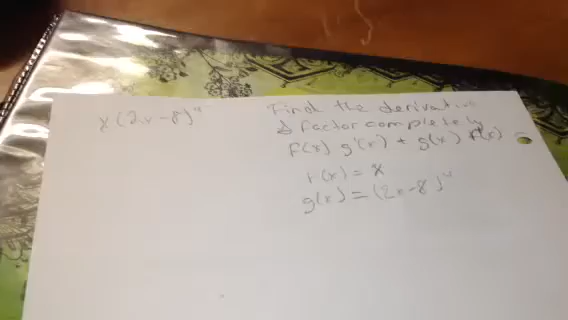 x(2x-8)⁴
Find the derivative
& factor completely
f(x) g'(x) + g(x) f'(x)
f(x) = x
g(x) = (2x-8)⁴